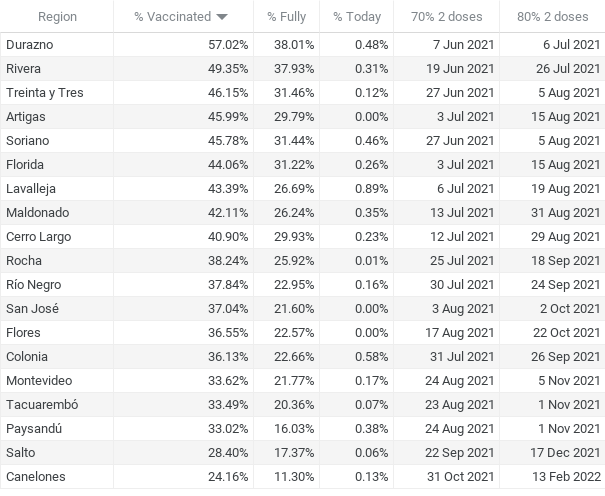 Region % Vaccinated % Fully % Today 70% 2 doses 80% 2 doses
Durazno 57.02% 38.01% 0.48% 7 Jun 2021 6 Jul 2021
Rivera 49.35% 37.93% 0.31% 19 Jun 2021 26 Jul 2021
Treinta y Tres 46.15% 31.46% 0.12% 27 Jun 2021 5 Aug 2021
Artigas 45.99% 29.79% 0.00% 3 Jul 2021 15 Aug 2021
Soriano 45.78% 31.44% 0.46% 27 Jun 2021 5 Aug 2021
Florida 44.06% 31.22% 0.26% 3 Jul 2021 15 Aug 2021
Lavalleja 43.39% 26.69% 0.89% 6 Jul 2021 19 Aug 2021
Maldonado 42.11% 26.24% 0.35% 13 Jul 2021 31 Aug 2021
Cerro Largo 40.90% 29.93% 0.23% 12 Jul 2021 29 Aug 2021
Rocha 38.24% 25.92% 0.01% 25 Jul 2021 18 Sep 2021
Río Negro 37.84% 22.95% 0.16% 30 Jul 2021 24 Sep 2021
San José 37.04% 21.60% 0.00% 3 Aug 2021 2 Oct 2021
Flores 36.55% 22.57% 0.00% 17 Aug 2021 22 Oct 2021
Colonia 36.13% 22.66% 0.58% 31 Jul 2021 26 Sep 2021
Montevideo 33.62% 21.77% 0.17% 24 Aug 2021 5 Nov 2021
Tacuarembó 33.49% 20.36% 0.07% 23 Aug 2021 1 Nov 2021
Paysandú 33.02% 16.03% 0.38% 24 Aug 2021 1 Nov 2021
Salto 28.40% 17.37% 0.06% 22 Sep 2021 17 Dec 2021
Canelones 24.16% 11.30% 0.13% 31 Oct 2021 13 Feb 2022